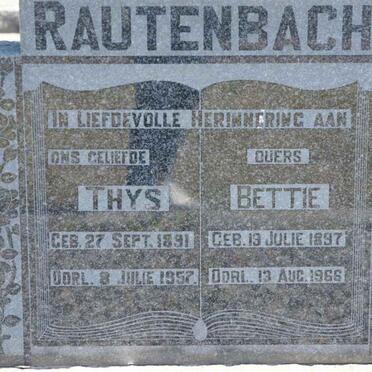 RAUTENBACH
IN LIEFDEVOLLE HERINNERING AAN
ONS GELIEFDE OUERS
THYS BETTIE
GEB. 27 SEPT. 1891 GEB. 19 JULIE 1897
OORL. 8 JULIE 1957 OORL. 13 AUG. 1966